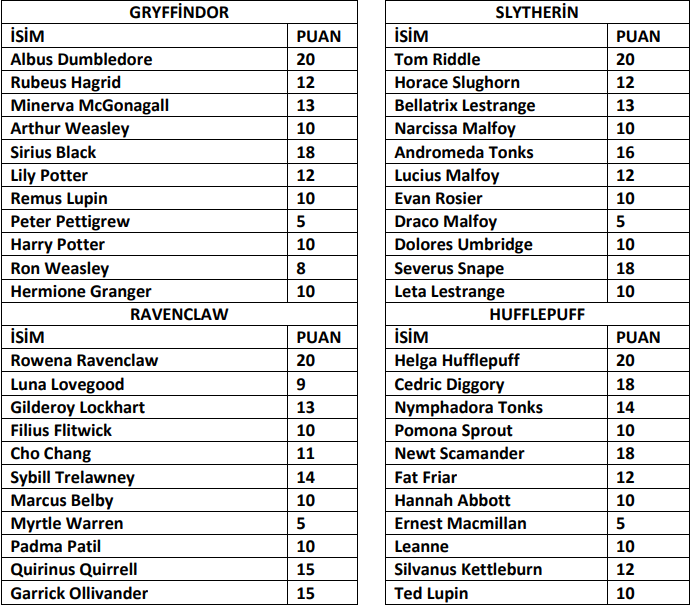 GRYFFİNDOR
İSİM PUAN
Albus Dumbledore 20
Rubeus Hagrid 12
Minerva McGonagall 13
Arthur Weasley 10
Sirius Black 18
Lily Potter 12
Remus Lupin 10
Peter Pettigrew 5
Harry Potter 10
Ron Weasley 8
Hermione Granger 10
RAVENCLAW
İSİM PUAN
Rowena Ravenclaw 20
Luna Lovegood 9
Gilderoy Lockhart 13
Filius Flitwick 10
Cho Chang 11
Sybill Trelawney 14
Marcus Belby 10
Myrtle Warren 5
Padma Patil 10
Quirinus Quirrell 15
Garrick Ollivander 15
SLYTHERİN
İSİM PUAN
Tom Riddle 20
Horace Slughorn 12
Bellatrix Lestrange 13
Narcissa Malfoy 10
Andromeda Tonks 16
Lucius Malfoy 12
Evan Rosier 10
Draco Malfoy 5
Dolores Umbridge 10
Severus Snape 18
Leta Lestrange 10
HUFFLEPUFF
İSİM PUAN
Helga Hufflepuff 20
Cedric Diggory 18
Nymphadora Tonks 14
Pomona Sprout 10
Newt Scamander 18
Fat Friar 12
Hannah Abbott 10
Ernest Macmillan 5
Leanne 10
Silvanus Kettleburn 12
Ted Lupin 10